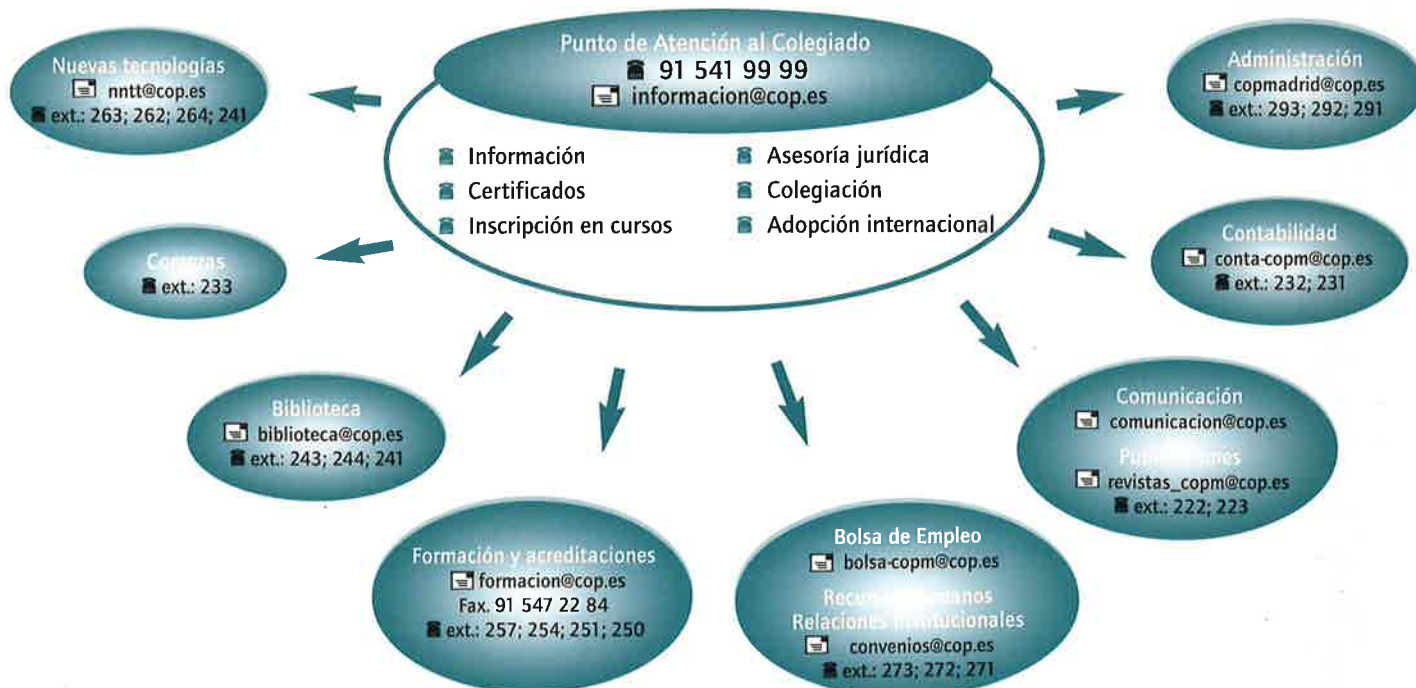 Punto de Atención al Colegiado
91 541 99 99
informacion@cop.es
Información
Certificados
Inscripción en cursos
Asesoría jurídica
Colegiación
Adopción internacional
Nuevas tecnologías
nntt@cop.es
ext.: 263; 262; 264; 241
Compras
ext.: 233
Biblioteca
biblioteca@cop.es
ext.: 243; 244; 241
Formación y acreditaciones
formacion@cop.es
Fax. 91 547 22 84
ext.: 257; 254; 251; 250
Bolsa de Empleo
bolsa-copm@cop.es
Recursos Humanos
Relaciones Institucionales
convenios@cop.es
ext.: 273; 272; 271
Comunicación
comunicacion@cop.es
Publicaciones
revistas_copm@cop.es
ext.: 222; 223
Contabilidad
conta-copm@cop.es
ext.: 232; 231
Administración
copmadrid@cop.es
ext.: 293; 292; 291